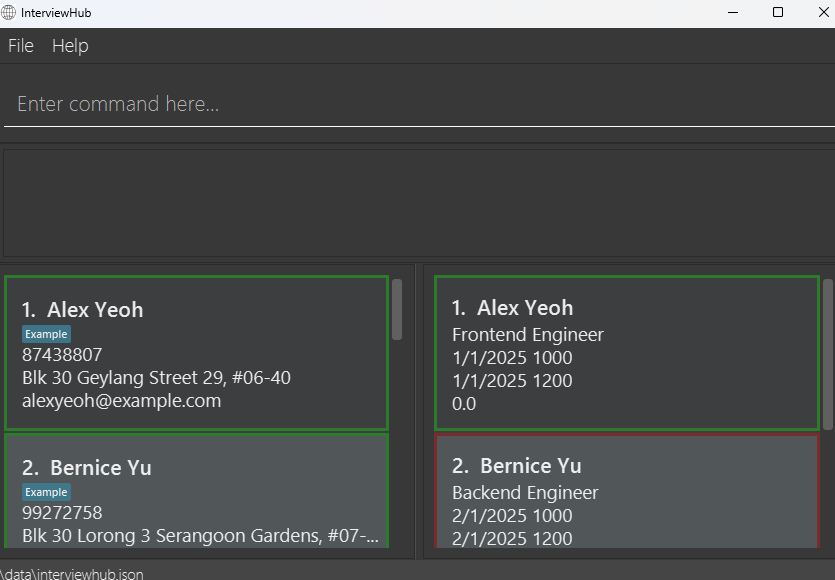 InterviewHub
File Help
Enter command here...
1. Alex Yeoh
Example
87438807
Blk 30 Geylang Street 29, #06-40
alexyeoh@example.com
2. Bernice Yu
Example
99272758
Blk 30 Lorong 3 Serangoon Gardens, #07-...
1. Alex Yeoh
Frontend Engineer
1/1/2025 1000
1/1/2025 1200
0.0
2. Bernice Yu
Backend Engineer
2/1/2025 1000
2/1/2025 1200
\data\interviewhub.json